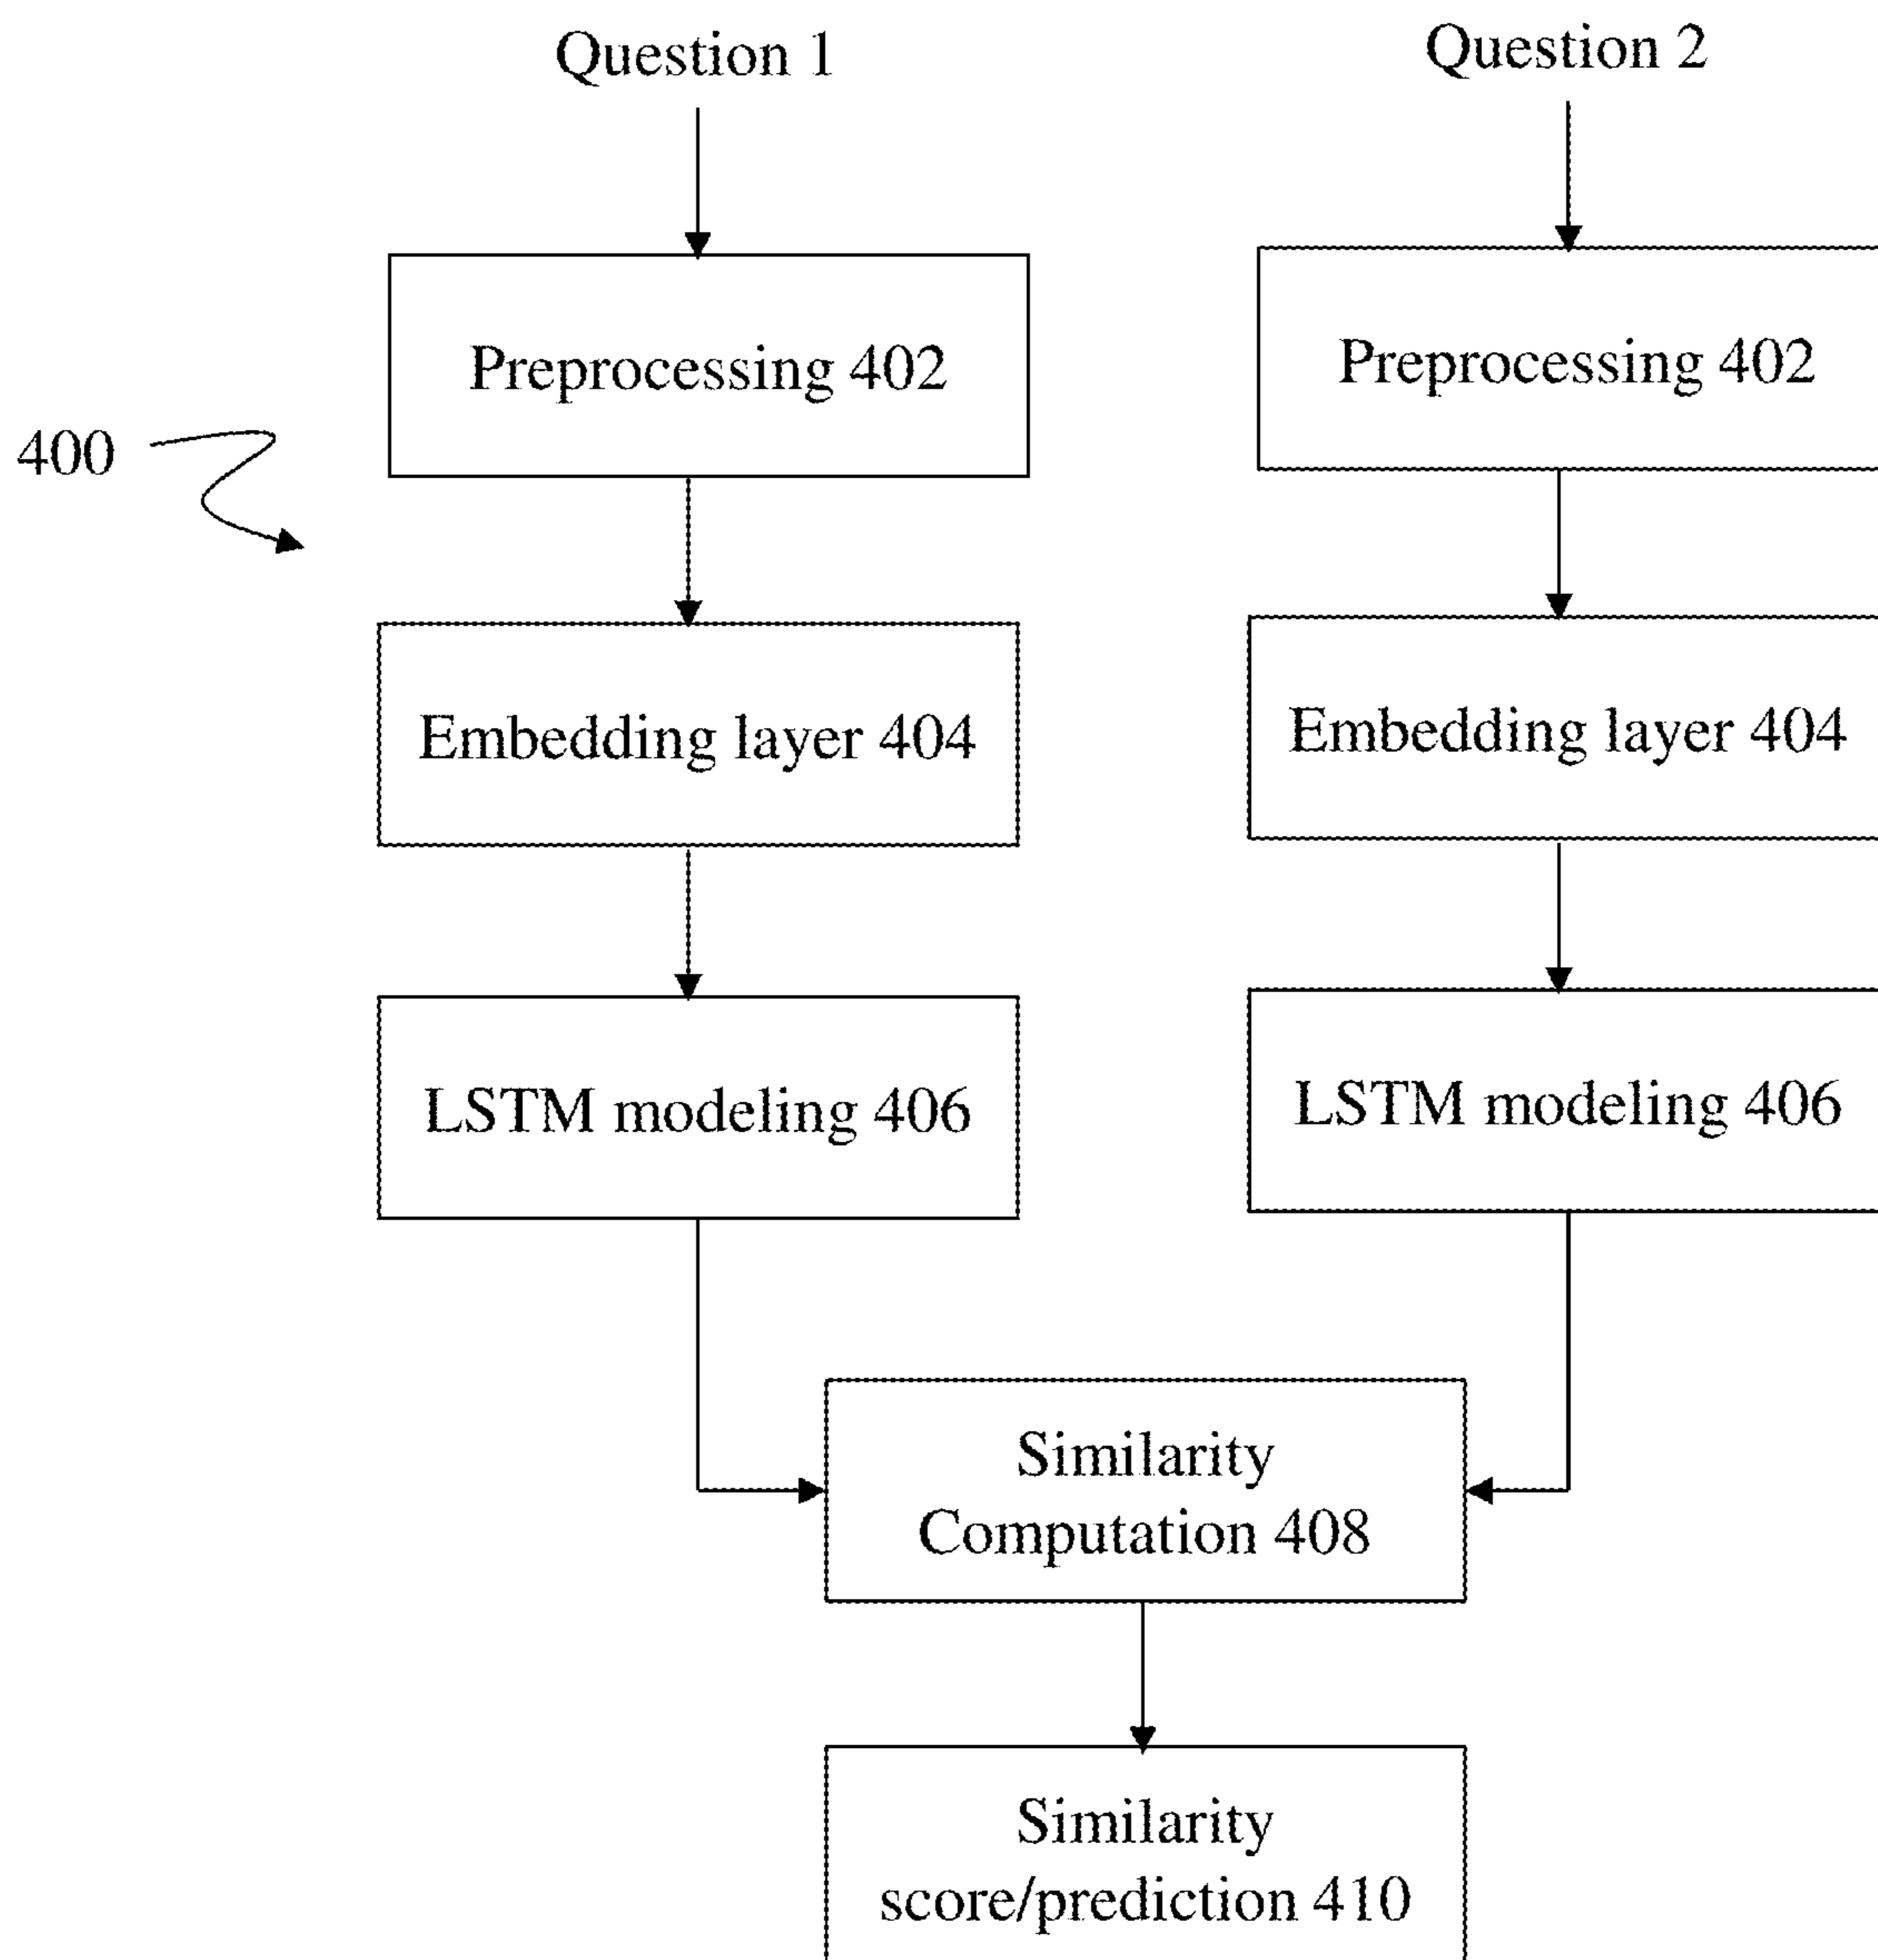 Question 1
Question 2
Preprocessing 402
Preprocessing 402
400
Embedding layer 404
Embedding layer 404
LSTM modeling 406
LSTM modeling 406
Similarity
Computation 408
Similarity
score/prediction 410